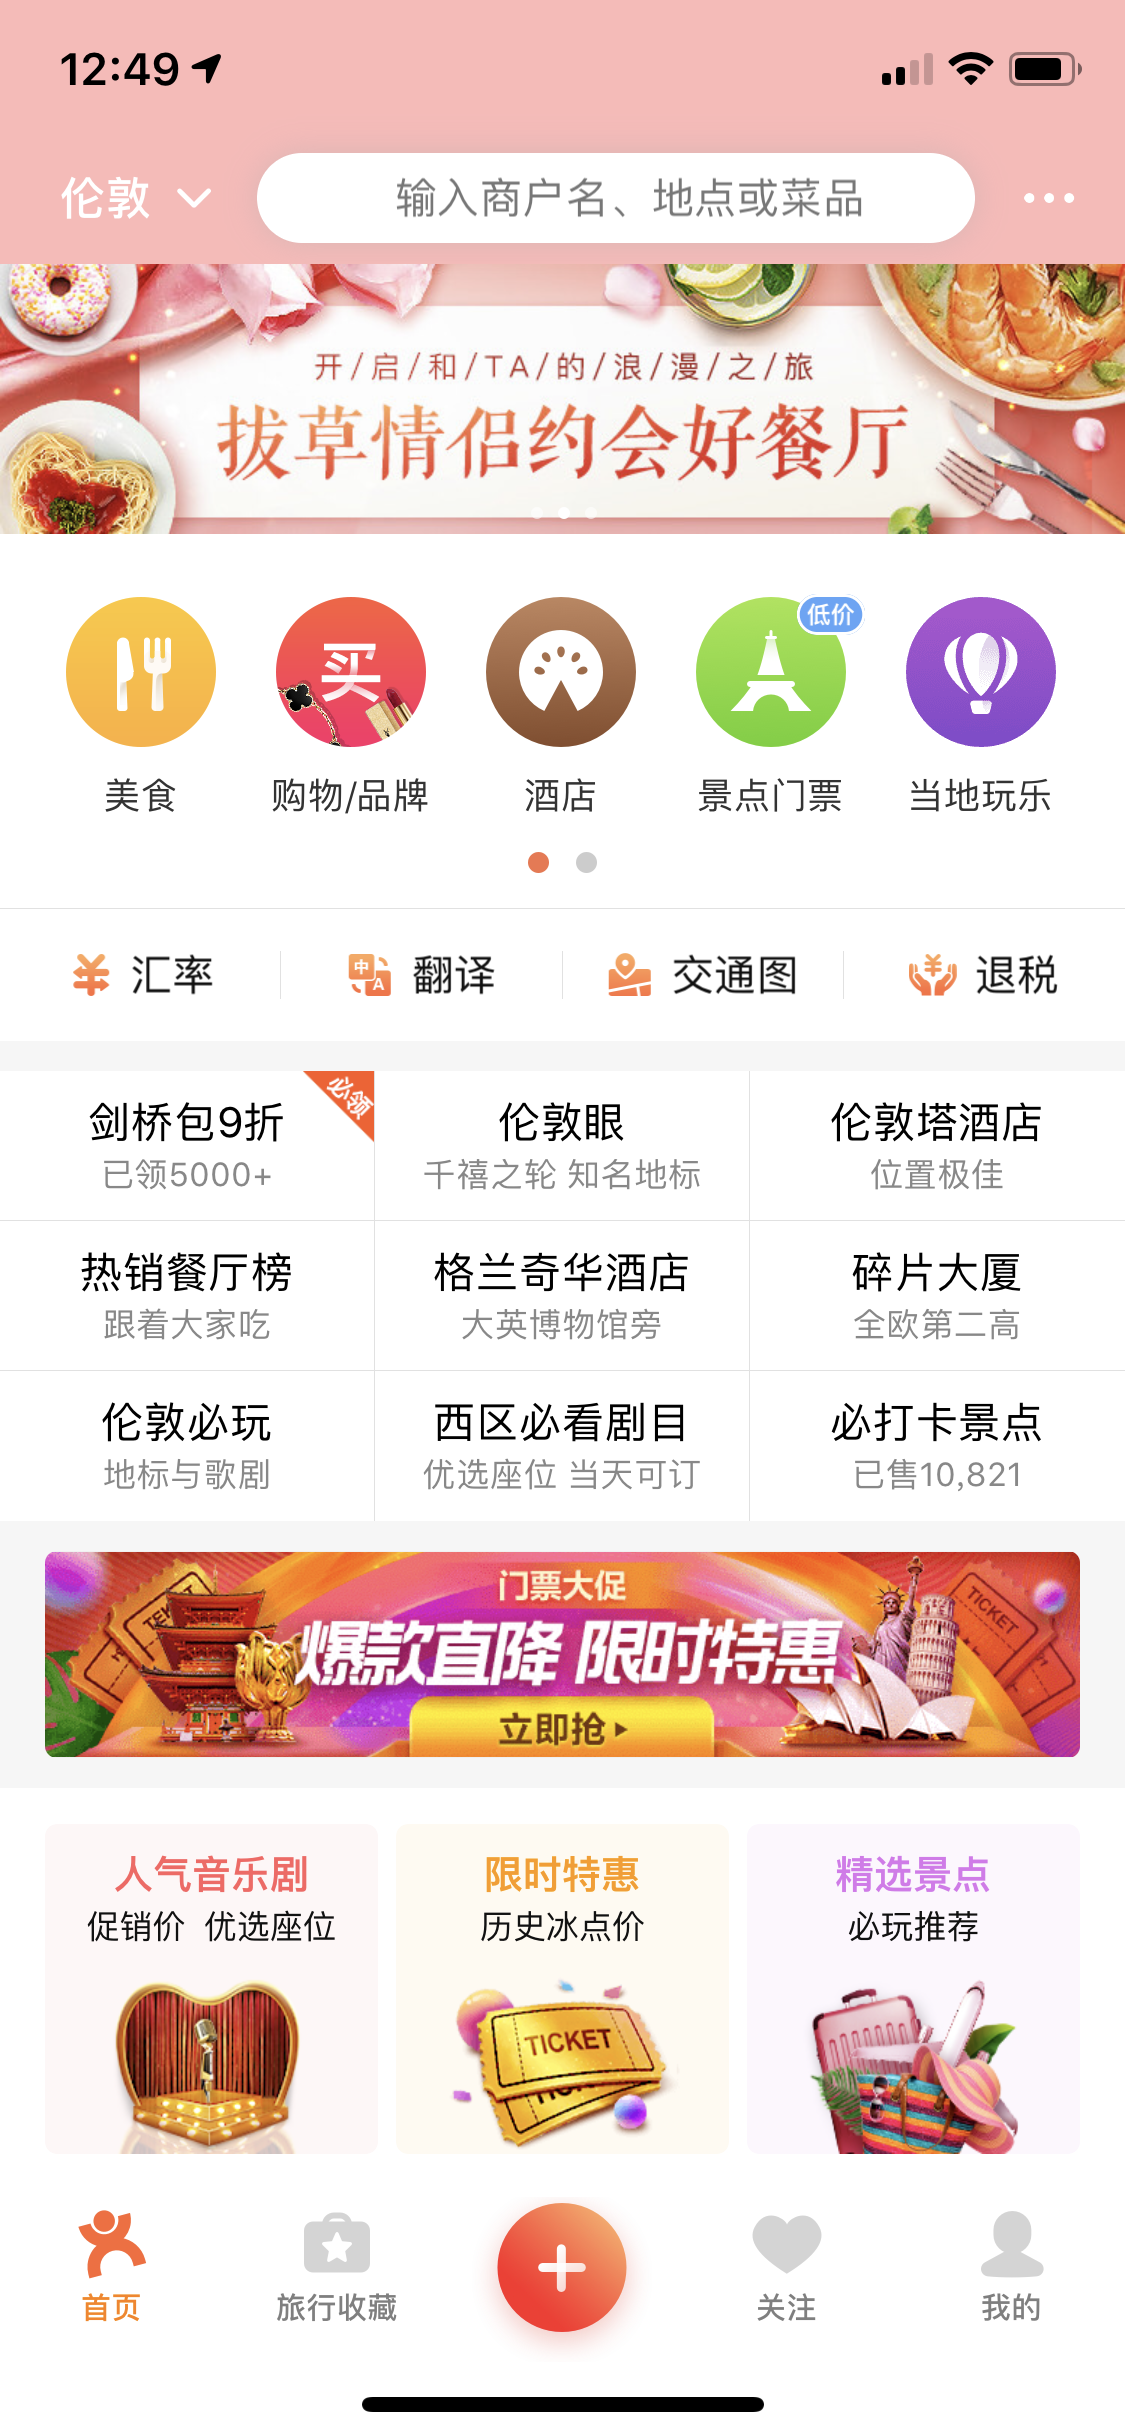 12:49
伦敦
输入商户名、地点或菜品
开/启/和/TA/的/浪/漫/之/旅
拔草情侣约会好餐厅
买
低价
美食
购物/品牌
酒店
景点门票
当地玩乐
汇率
中
A
翻译
交通图
退税
剑桥包9折
必领
已领5000+
伦敦眼
千禧之轮 知名地标
伦敦塔酒店
位置极佳
热销餐厅榜
跟着大家吃
格兰奇华酒店
大英博物馆旁
碎片大厦
全欧第二高
伦敦必玩
地标与歌剧
西区必看剧目
优选座位 当天可订
必打卡景点
已售10,821
门票大促
爆款直降 限时特惠
立即抢
TICKET
人气音乐剧
促销价 优选座位
限时特惠
历史冰点价
TICKET
精选景点
必玩推荐
首页
旅行收藏
关注
我的